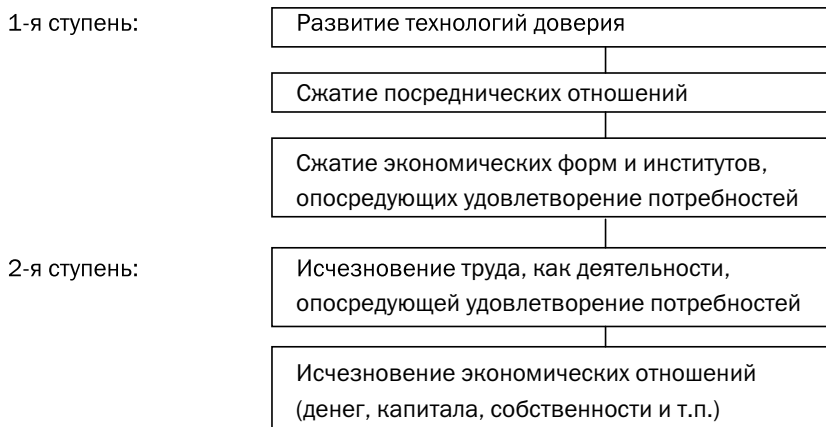 1-я ступень: Развитие технологий доверия
Сжатие посреднических отношений
Сжатие экономических форм и институтов,
опосредующих удовлетворение потребностей
2-я ступень: Исчезновение труда, как деятельности,
опосредующей удовлетворение потребностей
Исчезновение экономических отношений
(денег, капитала, собственности и т.п.)